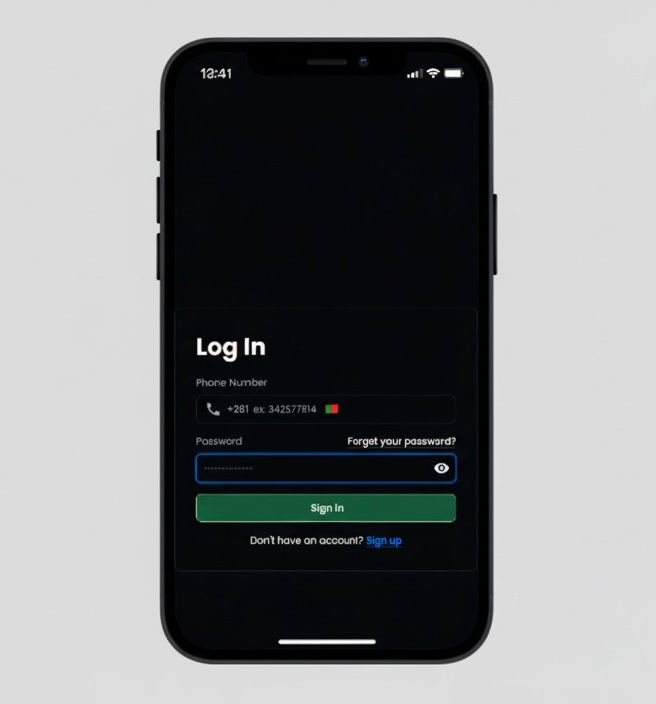 13:41
Log In
Phone Number
+281 ex: 342577814
Password
Forget your password?
Sign In
Don't have an account? Sign up